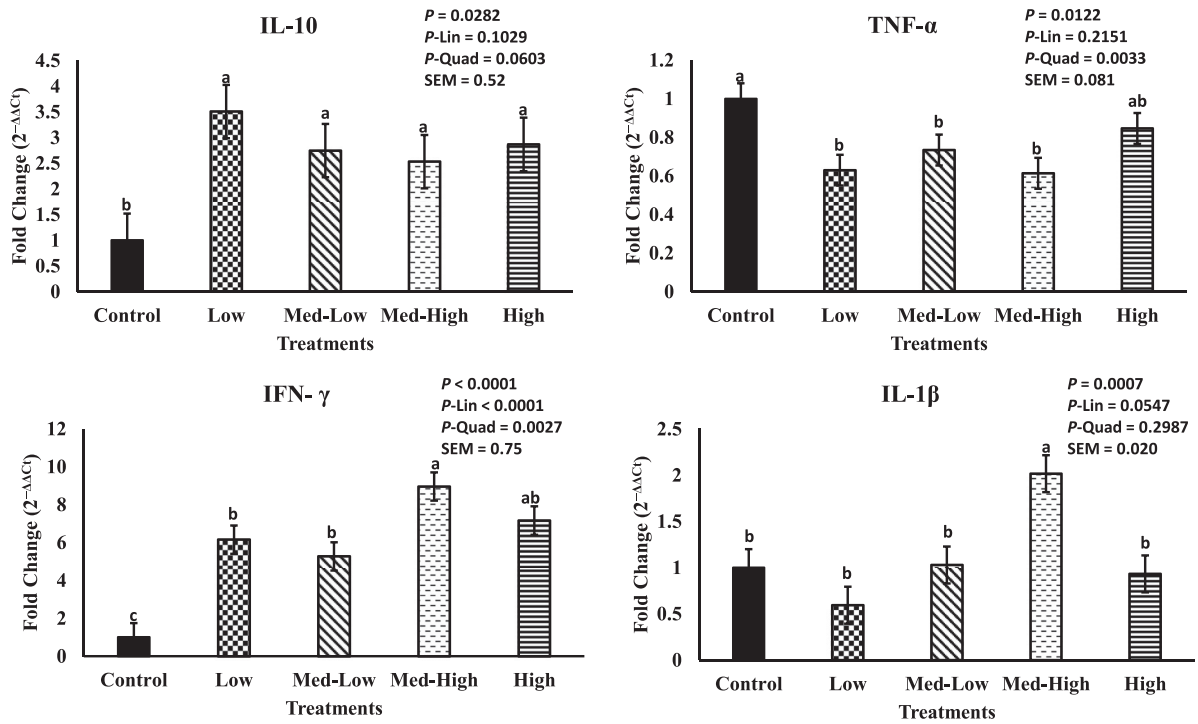 IL-10
P = 0.0282
P-Lin = 0.1029
P-Quad = 0.0603
SEM = 0.52
Fold Change (2−ΔΔCt)
4.5
4
3.5
3
2.5
2
1.5
1
0.5
0
b
a
a
a
a
Control Low Med-Low Med-High High
Treatments
TNF-α
P = 0.0122
P-Lin = 0.2151
P-Quad = 0.0033
SEM = 0.081
Fold Change (2−ΔΔCt)
1.2
1
0.8
0.6
0.4
0.2
0
a
b
b
b
ab
Control Low Med-Low Med-High High
Treatments
IFN- γ
P < 0.0001
P-Lin < 0.0001
P-Quad = 0.0027
SEM = 0.75
Fold Change (2−ΔΔCt)
12
10
8
6
4
2
0
c
b
b
a
ab
Control Low Med-Low Med-High High
Treatments
IL-1β
P = 0.0007
P-Lin = 0.0547
P-Quad = 0.2987
SEM = 0.020
Fold Change (2−ΔΔCt)
2.5
2
1.5
1
0.5
0
b
b
b
a
b
Control Low Med-Low Med-High High
Treatments